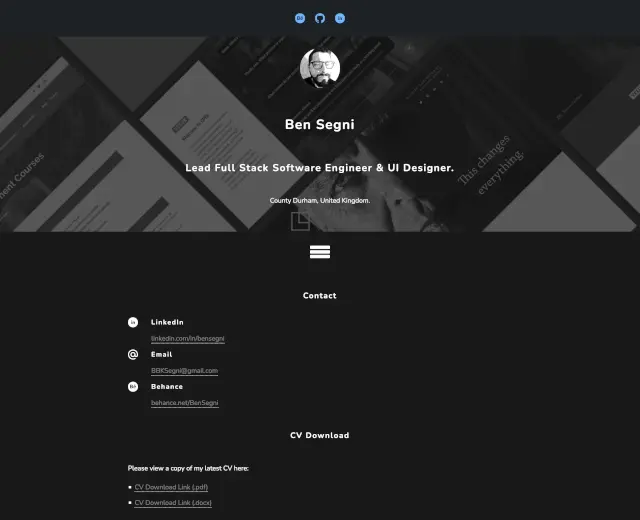 ment Courses
This changes
everything.
Ben Segni
Lead Full Stack Software Engineer & UI Designer.
County Durham, United Kingdom.
Contact
LinkedIn
linkedin.com/in/bensegni
Email
BBKSegni@gmail.com
Behance
behance.net/BenSegni
CV Download
Please view a copy of my latest CV here:
CV Download Link (.pdf)
CV Download Link (.docx)